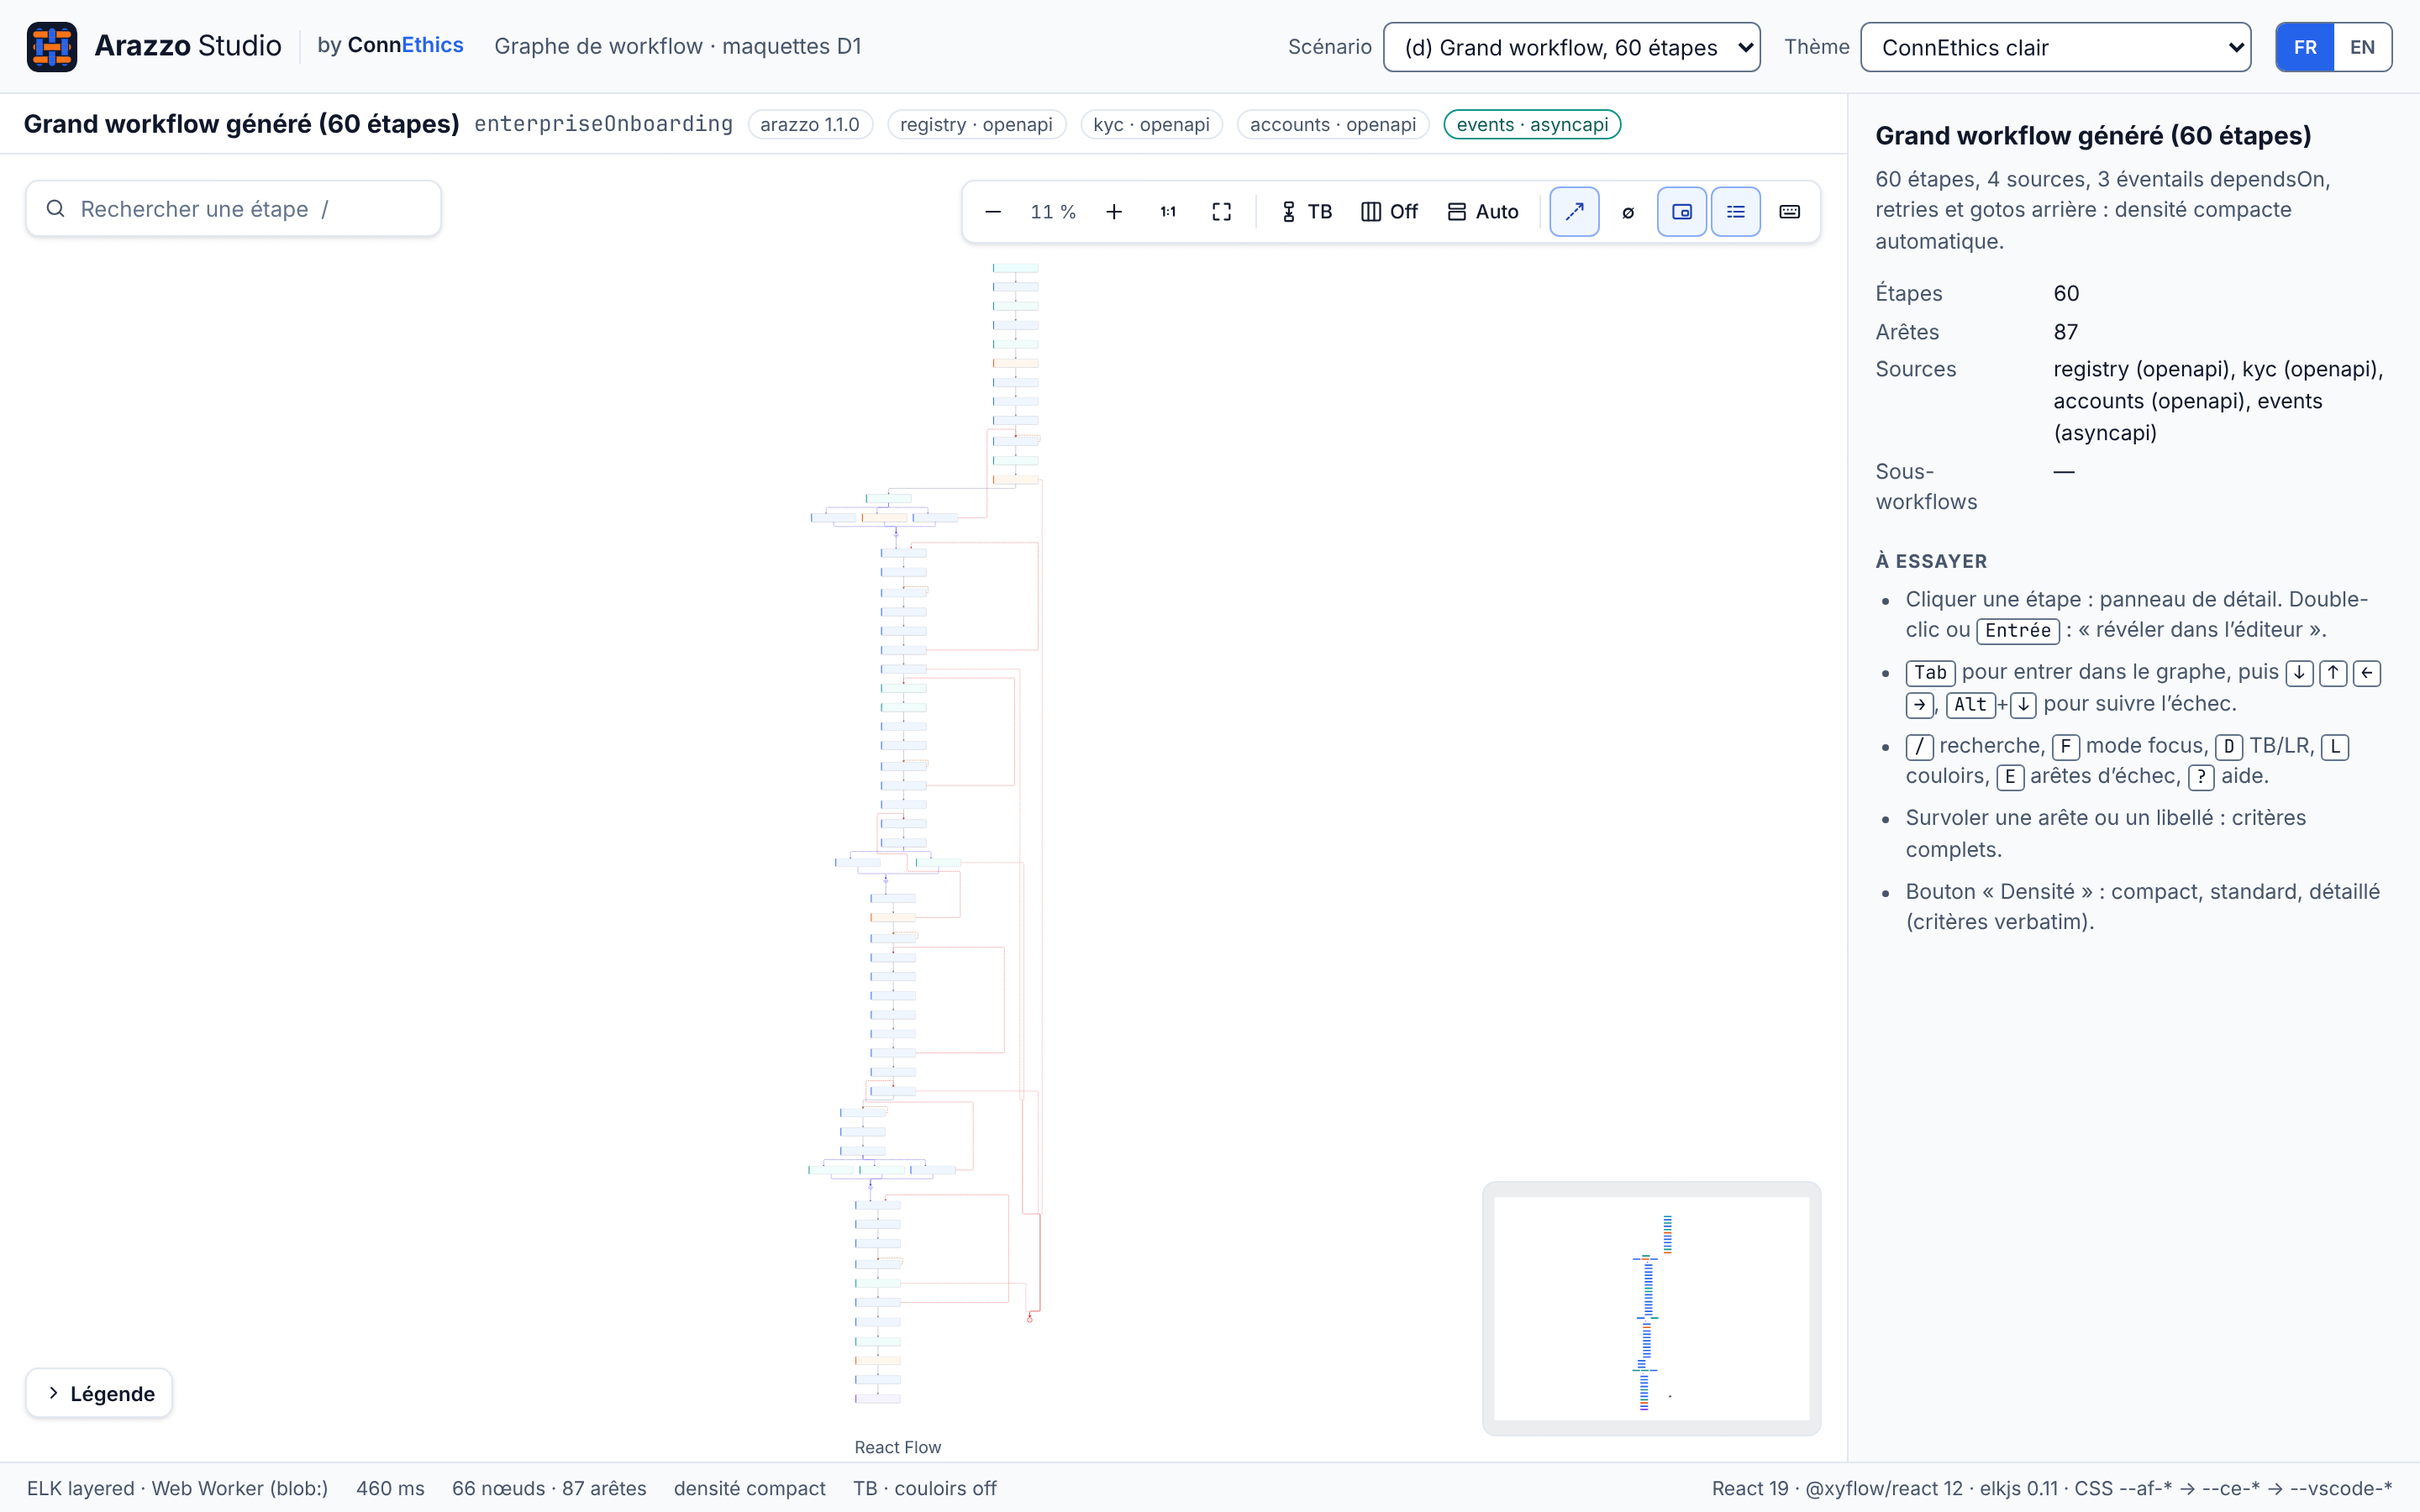 Arazzo Studio by ConnEthics Graphe de workflow · maquettes D1 Scénario (d) Grand workflow, 60 étapes Thème ConnEthics clair FR EN
Grand workflow généré (60 étapes) enterpriseOnboarding arazzo 1.1.0 registry · openapi kyc · openapi accounts · openapi events · asyncapi
Rechercher une étape /
11 % 1:1 TB Off Auto
Légende
React Flow
Grand workflow généré (60 étapes)
60 étapes, 4 sources, 3 éventails dependsOn,
retries et gotos arrière : densité compacte
automatique.
Étapes 60
Arêtes 87
Sources registry (openapi), kyc (openapi),
accounts (openapi), events
(asyncapi)
Sous-
workflows —
À ESSAYER
Cliquer une étape : panneau de détail. Double-
clic ou Entrée : « révéler dans l’éditeur ».
Tab pour entrer dans le graphe, puis ↓ ↑ ←
→, Alt+↓ pour suivre l’échec.
/ recherche, F mode focus, D TB/LR, L
couloirs, E arêtes d’échec, ? aide.
Survoler une arête ou un libellé : critères
complets.
Bouton « Densité » : compact, standard, détaillé
(critères verbatim).
ELK layered · Web Worker (blob:) 460 ms 66 nœuds · 87 arêtes densité compact TB · couloirs off React 19 · @xyflow/react 12 · elkjs 0.11 · CSS --af-* → --ce-* → --vscode-*